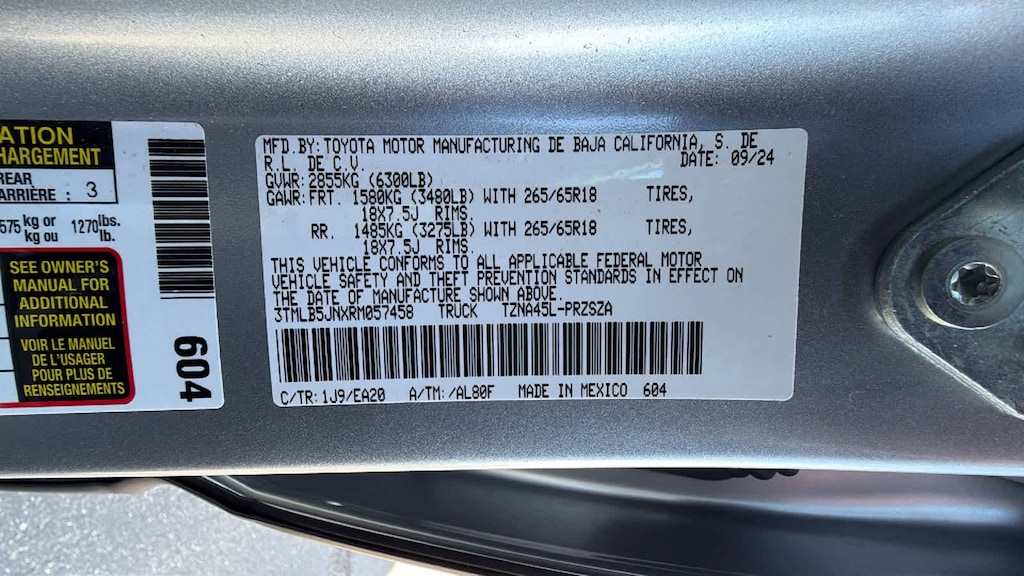 ATION
HARGEMENT
REAR
ARRIÈRE : 3
575 kg or 1270 lbs.
kg ou lb.
SEE OWNER'S
MANUAL FOR
ADDITIONAL
INFORMATION
VOIR LE MANUEL
DE L'USAGER
POUR PLUS DE
RENSEIGNEMENTS
604
MFD.BY: TOYOTA MOTOR MANUFACTURING DE BAJA CALIFORNIA, S. DE
R.L. DE C.V. DATE: 09/24
GVWR: 2855KG (6300LB)
GAWR: FRT. 1580KG (3480LB) WITH 265/65R18 TIRES,
18X7.5J RIMS.
RR. 1485KG (3275LB) WITH 265/65R18 TIRES,
18X7.5J RIMS.
THIS VEHICLE CONFORMS TO ALL APPLICABLE FEDERAL MOTOR
VEHICLE SAFETY AND THEFT PREVENTION STANDARDS IN EFFECT ON
THE DATE OF MANUFACTURE SHOWN ABOVE.
3TMLB5JNXRM057458 TRUCK TZNA45L-PRZSZA
C/TR: 1J9/EA20 A/TM: /AL80F MADE IN MEXICO 604